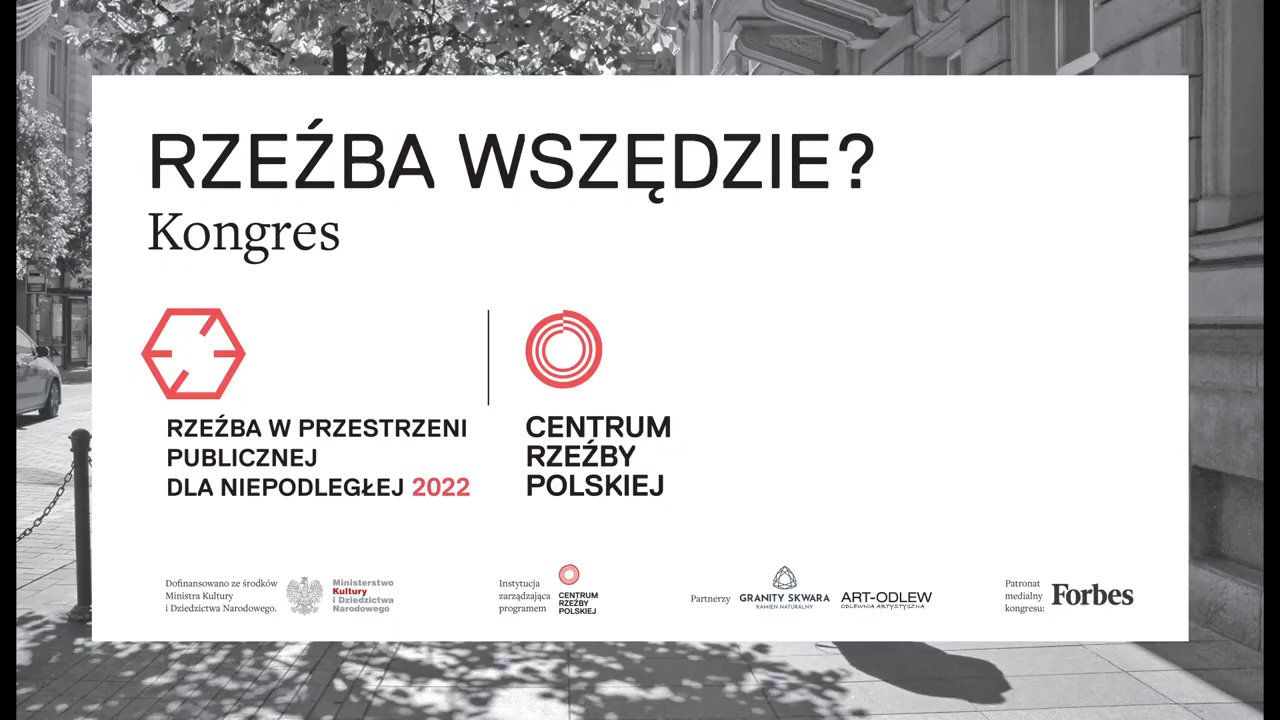 RZEŹBA WSZĘDZIE?
Kongres
RZEŹBA W PRZESTRZENI
PUBLICZNEJ
DLA NIEPODLEGŁEJ 2022
CENTRUM
RZEŹBY
POLSKIEJ
Dofinansowano ze środków
Ministra Kultury
i Dziedzictwa Narodowego.
Ministerstwo
Kultury
i Dziedzictwa
Narodowego
Instytucja
zarządzająca
programem
CENTRUM
RZEŹBY
POLSKIEJ
Partnerzy
GRANITY SKWARA
KAMIEŃ NATURALNY
ART-ODLEW
ODLEWNIA ARTYSTYCZNA
Patronat
medialny
kongresu:
Forbes